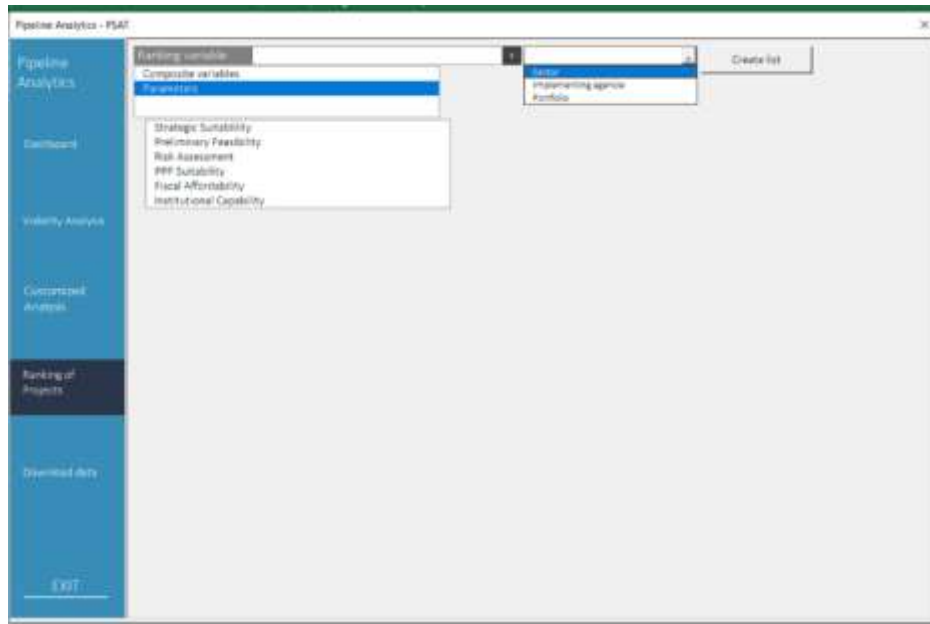 Pipeline Analytics - PSAT
Pipeline
Analytics
Ranking variable
Create list
Composite variables
Parameters
Sector
Implementing agencie
Portfolio
Strategic Suitability
Preliminary Feasibility
Risk Assessment
PPP Suitability
Fiscal Affordability
Institutional Capability
Dashboard
Viability Analysis
Customized
Analysis
Ranking of
Projects
Download data
EXIT